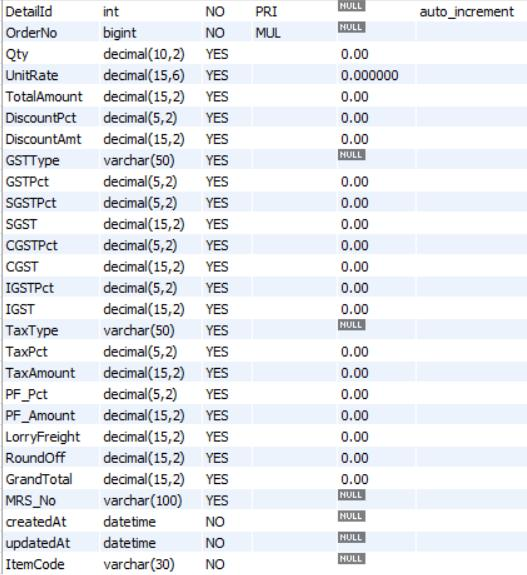 DetailId int NO PRI NULL auto_increment
OrderNo bigint NO MUL NULL
Qty decimal(10,2) YES 0.00
UnitRate decimal(15,6) YES 0.000000
TotalAmount decimal(15,2) YES 0.00
DiscountPct decimal(5,2) YES 0.00
DiscountAmt decimal(15,2) YES 0.00
GSTType varchar(50) YES NULL
GSTPct decimal(5,2) YES 0.00
SGSTPct decimal(5,2) YES 0.00
SGST decimal(15,2) YES 0.00
CGSTPct decimal(5,2) YES 0.00
CGST decimal(15,2) YES 0.00
IGSTPct decimal(5,2) YES 0.00
IGST decimal(15,2) YES 0.00
TaxType varchar(50) YES NULL
TaxPct decimal(5,2) YES 0.00
TaxAmount decimal(15,2) YES 0.00
PF_Pct decimal(5,2) YES 0.00
PF_Amount decimal(15,2) YES 0.00
LorryFreight decimal(15,2) YES 0.00
RoundOff decimal(15,2) YES 0.00
GrandTotal decimal(15,2) YES 0.00
MRS_No varchar(100) YES NULL
createdAt datetime NO NULL
updatedAt datetime NO NULL
ItemCode varchar(30) NO NULL